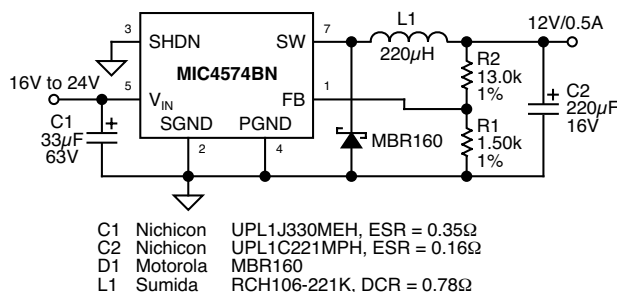 L1
12V/0.5A
3
SHDN
SW
7
220µH
R2
13.0k
1%
MIC4574BN
16V to 24V
5
VIN
FB
1
C2
220µF
16V
C1
33µF
63V
SGND
PGND
MBR160
R1
1.50k
1%
2
4
C1 Nichicon UPL1J330MEH, ESR = 0.35Ω
C2 Nichicon UPL1C221MPH, ESR = 0.16Ω
D1 Motorola MBR160
L1 Sumida RCH106-221K, DCR = 0.78Ω